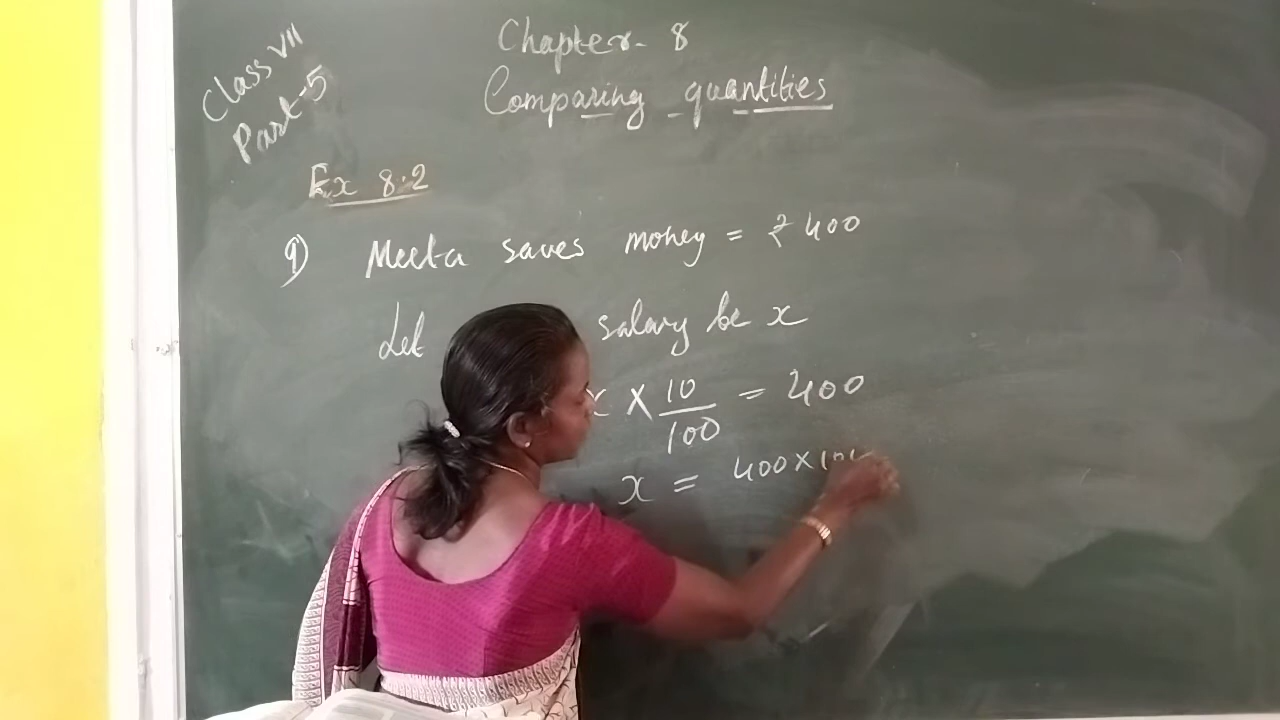 Class VII
Part-5
Chapter- 8
Comparing quantities
Ex 8.2
9) Meeta saves money = ₹ 400
Let salary be x
x × 10/100 = 400
x = 400×100